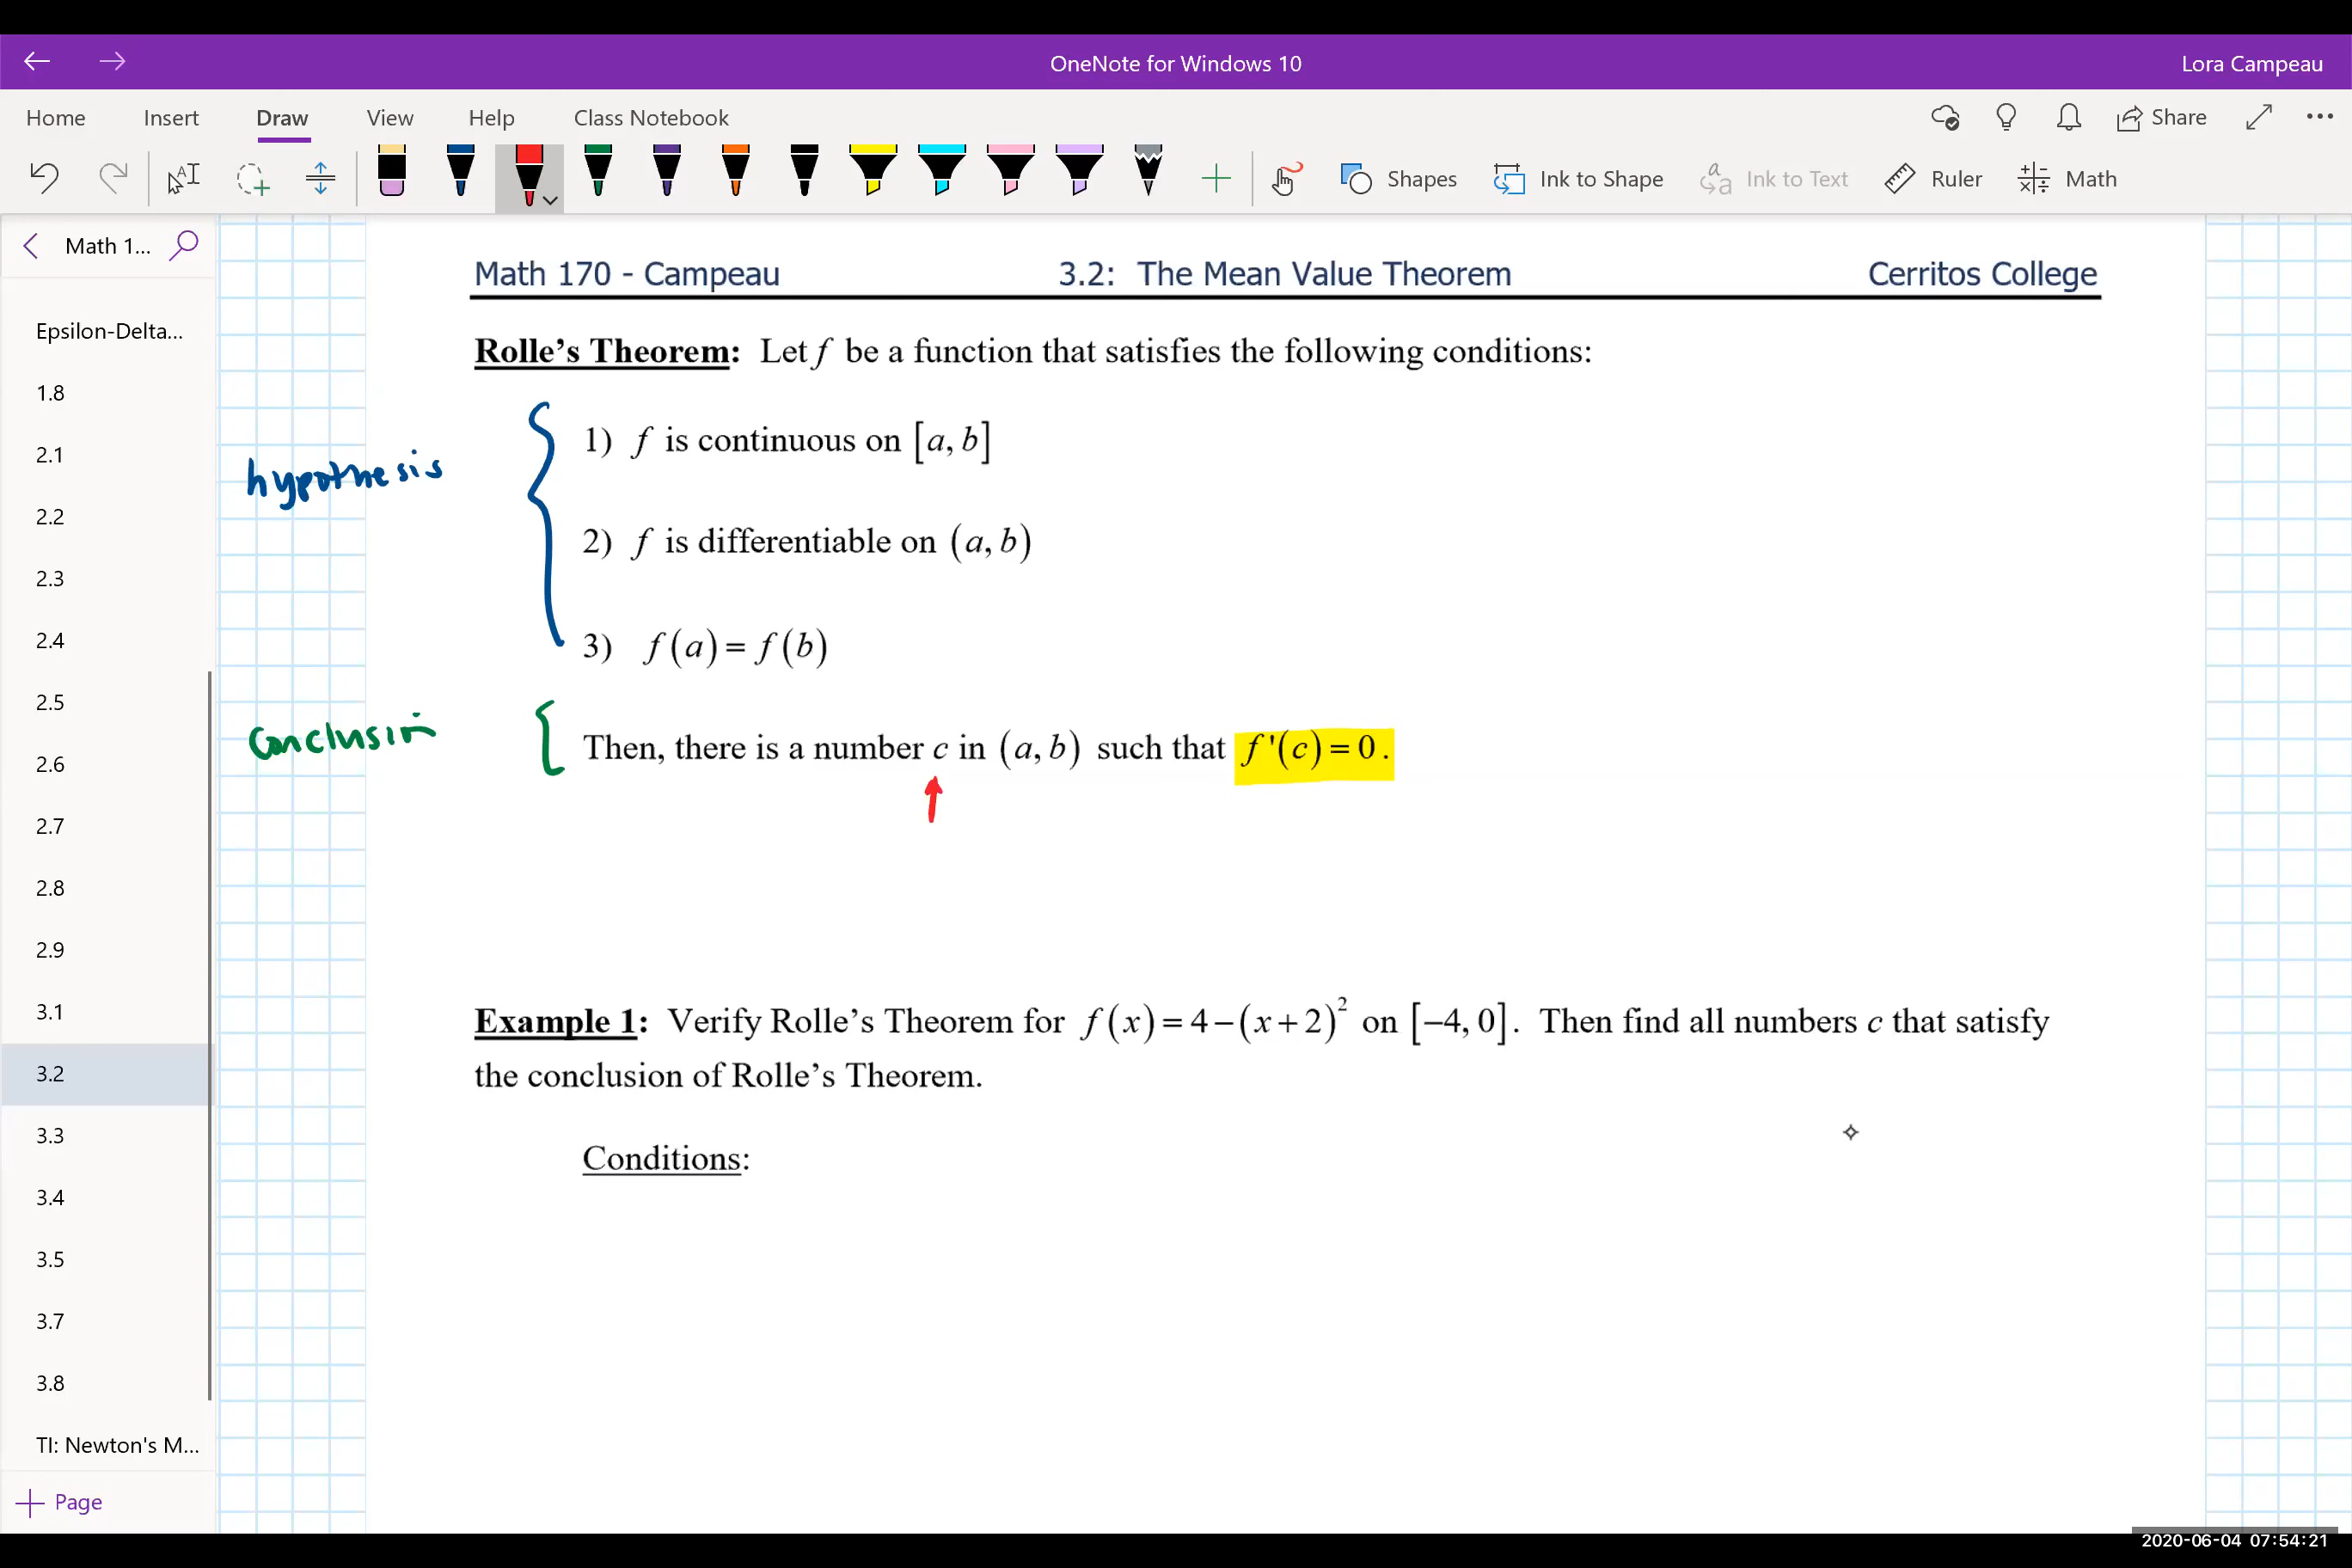 OneNote for Windows 10
Lora Campeau
Home Insert Draw View Help Class Notebook
Share
Shapes Ink to Shape Ink to Text Ruler Math
Math 1...
Epsilon-Delta...
1.8
2.1
2.2
2.3
2.4
2.5
2.6
2.7
2.8
2.9
3.1
3.2
3.3
3.4
3.5
3.7
3.8
TI: Newton's M...
Page
Math 170 - Campeau 3.2: The Mean Value Theorem Cerritos College
Rolle’s Theorem: Let f be a function that satisfies the following conditions:
hypothesis
1) f is continuous on [a, b]
2) f is differentiable on (a, b)
3) f(a) = f(b)
conclusion
Then, there is a number c in (a, b) such that f'(c) = 0.
Example 1: Verify Rolle’s Theorem for f(x) = 4 – (x + 2)² on [–4, 0]. Then find all numbers c that satisfy
the conclusion of Rolle’s Theorem.
Conditions:
2020-06-04 07:54:21